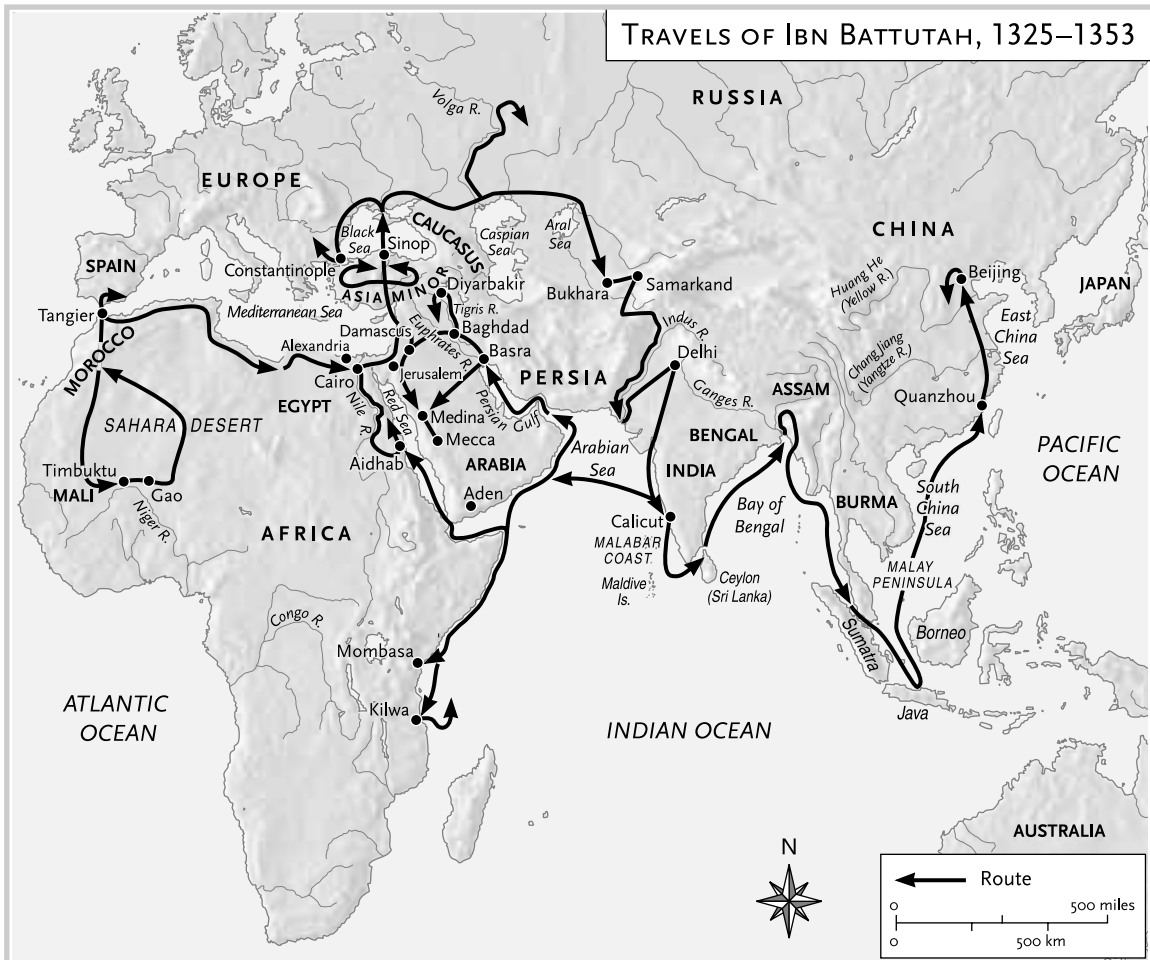 TRAVELS OF IBN BATTUTAH, 1325–1353
Volga R.
RUSSIA
EUROPE
Black
Sea
CAUCASUS
Sinop
Caspian
Sea
Aral
Sea
CHINA
SPAIN
Constantinople
ASIA MINOR
Diyarbakir
Bukhara
Samarkand
Huang He
(Yellow R.)
Beijing
JAPAN
Tangier
Mediterranean Sea
Tigris R.
Damascus
Euphrates R.
Baghdad
Indus R.
East
China
Sea
MOROCCO
Alexandria
Cairo
Jerusalem
Basra
PERSIA
Delhi
Chang Jiang
(Yangtze R.)
ASSAM
Quanzhou
EGYPT
Nile R.
Red Sea
Persian
Gulf
Ganges R.
SAHARA DESERT
Medina
Mecca
BENGAL
PACIFIC
OCEAN
Timbuktu
MALI
Gao
Aidhab
ARABIA
Arabian
Sea
INDIA
Niger R.
Aden
BURMA
South
China
Sea
AFRICA
Calicut
MALABAR
COAST
Bay of
Bengal
Maldive
Is.
Ceylon
(Sri Lanka)
MALAY
PENINSULA
Congo R.
Mombasa
Sumatra
Borneo
ATLANTIC
OCEAN
Kilwa
INDIAN OCEAN
Java
AUSTRALIA
N
Route
0 500 miles
0 500 km